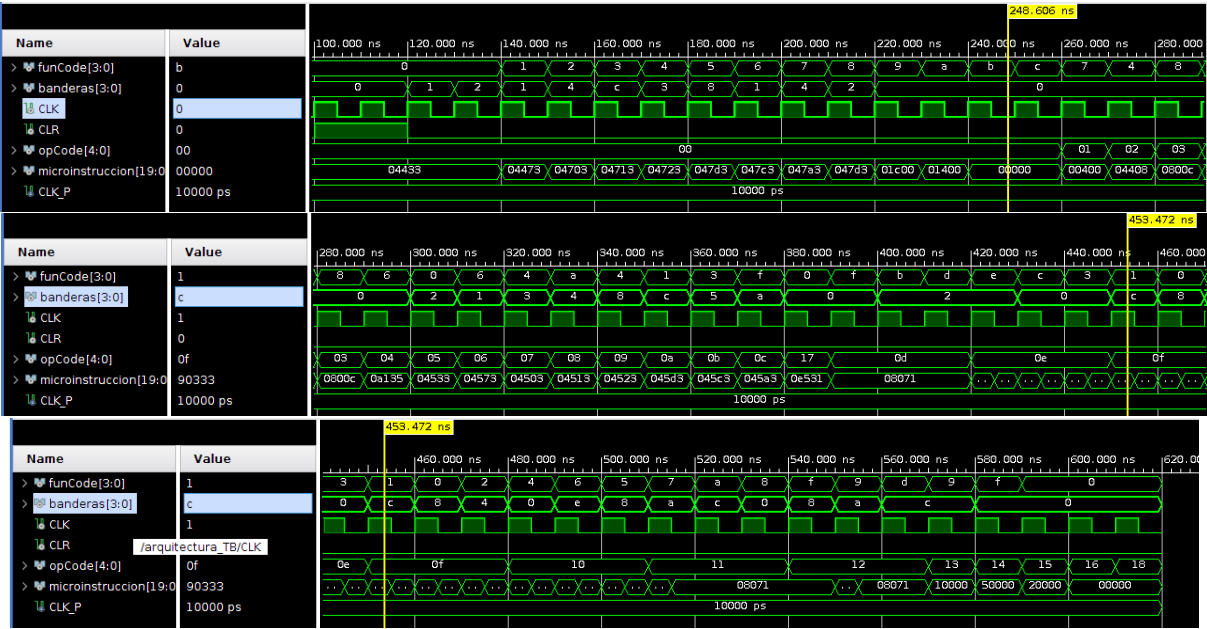 248.606 ns
Name Value 100.000 ns 120.000 ns 140.000 ns 160.000 ns 180.000 ns 200.000 ns 220.000 ns 240.000 ns 260.000 ns 280.000
funCode[3:0] b 0 1 2 3 4 5 6 7 8 9 a b c 7 4 8
banderas[3:0] 0 0 1 2 1 4 c 3 8 1 4 2 0
CLK 0
CLR 0
opCode[4:0] 00 00 01 02 03
microinstruccion[19:0 00000 04433 04473 04703 04713 04723 047d3 047c3 047a3 047d3 01c00 01400 00000 00400 04408 0800c
CLK_P 10000 ps 10000 ps
453.472 ns
Name Value 280.000 ns 300.000 ns 320.000 ns 340.000 ns 360.000 ns 380.000 ns 400.000 ns 420.000 ns 440.000 ns 460.000
funCode[3:0] 1 8 6 0 6 4 a 4 1 3 f 0 f b d e c 3 1 0
banderas[3:0] c 0 2 1 3 4 8 c 5 a 0 2 0 c 8
CLK 1
CLR 0
opCode[4:0] 0f 03 04 05 06 07 08 09 0a 0b 0c 17 0d 0e 0f
microinstruccion[19:0 90333 0800c 0a135 04533 04573 04503 04513 04523 045d3 045c3 045a3 0e531 08071 .. .. .. .. ..
CLK_P 10000 ps 10000 ps
453.472 ns
Name Value 460.000 ns 480.000 ns 500.000 ns 520.000 ns 540.000 ns 560.000 ns 580.000 ns 600.000 ns 620.0
funCode[3:0] 1 3 1 0 2 4 6 5 7 a 8 f 9 d 9 f 0
banderas[3:0] c 0 c 8 4 0 e 8 a c 0 8 a c 0
CLK 1
CLR /arquitectura_TB/CLK
opCode[4:0] 0f 0e 0f 10 11 12 13 14 15 16 18
microinstruccion[19:0 90333 .. .. .. .. .. .. .. .. 08071 .. 08071 10000 50000 20000 00000
CLK_P 10000 ps 10000 ps